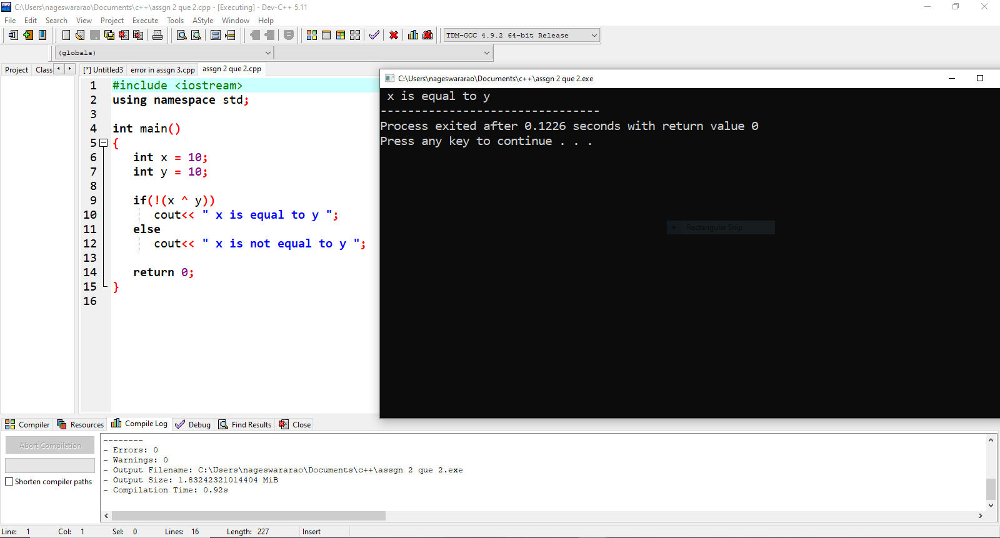 C:\Users\nageswararao\Documents\c++\assgn 2 que 2.cpp - [Executing] - Dev-C++ 5.11
File Edit Search View Project Execute Tools AStyle Window Help
TDM-GCC 4.9.2 64-bit Release
(globals)
Project Class [*] Untitled3 error in assgn 3.cpp assgn 2 que 2.cpp
1 #include <iostream>
2 using namespace std;
3
4 int main()
5 {
6 int x = 10;
7 int y = 10;
8
9 if(!(x ^ y))
10 cout<< " x is equal to y ";
11 else
12 cout<< " x is not equal to y ";
13
14 return 0;
15 }
16
C:\Users\nageswararao\Documents\c++\assgn 2 que 2.exe
x is equal to y
--------------------------------
Process exited after 0.1226 seconds with return value 0
Press any key to continue . . .
Rectangular Snip
Compiler Resources Compile Log Debug Find Results Close
Abort Compilation
Shorten compiler paths
--------
- Errors: 0
- Warnings: 0
- Output Filename: C:\Users\nageswararao\Documents\c++\assgn 2 que 2.exe
- Output Size: 1.83242321014404 MiB
- Compilation Time: 0.92s
Line: 1 Col: 1 Sel: 0 Lines: 16 Length: 227 Insert